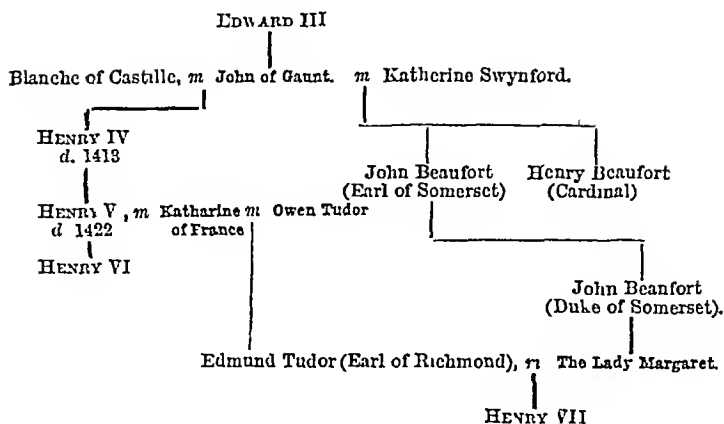 EDWARD III
Blanche of Castille, m John of Gaunt. m Katherine Swynford.
HENRY IV
d. 1413
John Beaufort
(Earl of Somerset)
Henry Beaufort
(Cardinal)
HENRY V , m Katharine m Owen Tudor
d 1422 of France
HENRY VI
John Beaufort
(Duke of Somerset).
Edmund Tudor (Earl of Richmond), m The Lady Margaret.
HENRY VII